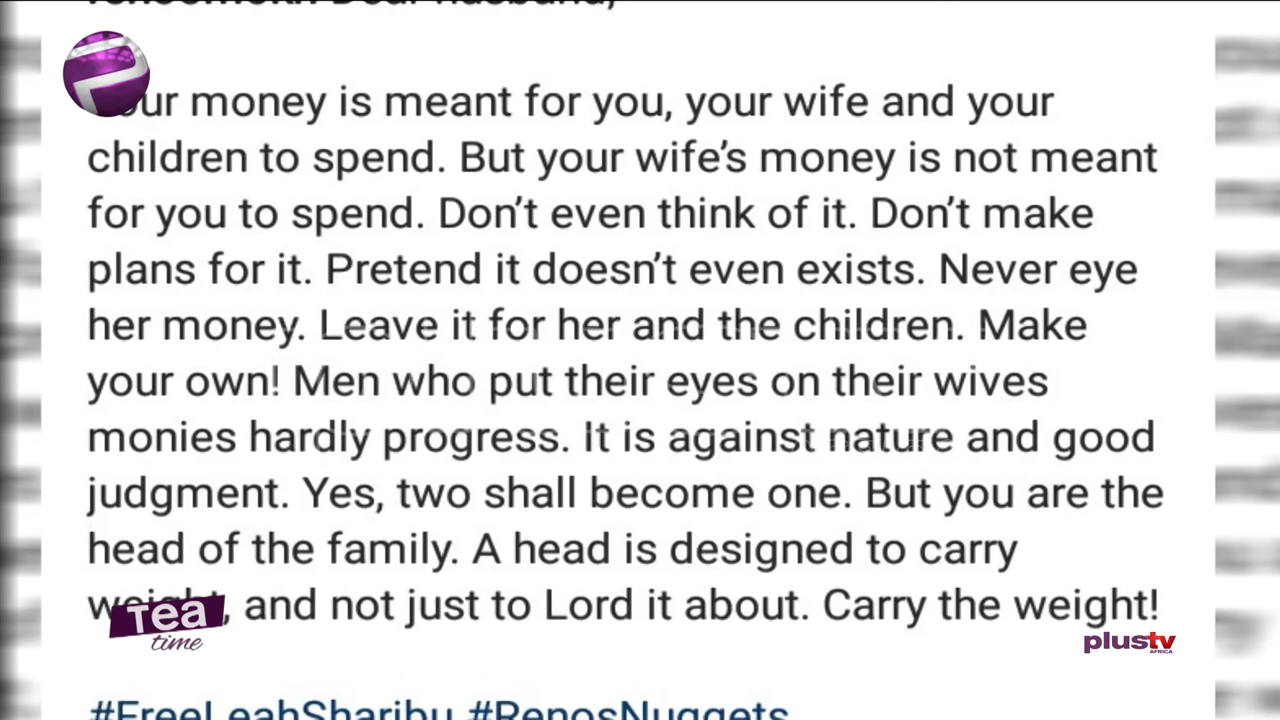 Dear husband,
Your money is meant for you, your wife and your
children to spend. But your wife’s money is not meant
for you to spend. Don’t even think of it. Don’t make
plans for it. Pretend it doesn’t even exists. Never eye
her money. Leave it for her and the children. Make
your own! Men who put their eyes on their wives
monies hardly progress. It is against nature and good
judgment. Yes, two shall become one. But you are the
head of the family. A head is designed to carry
weight, and not just to Lord it about. Carry the weight!
Tea
time
plustv
AFRICA
#FreeLeahSharibu #RenosNuggets